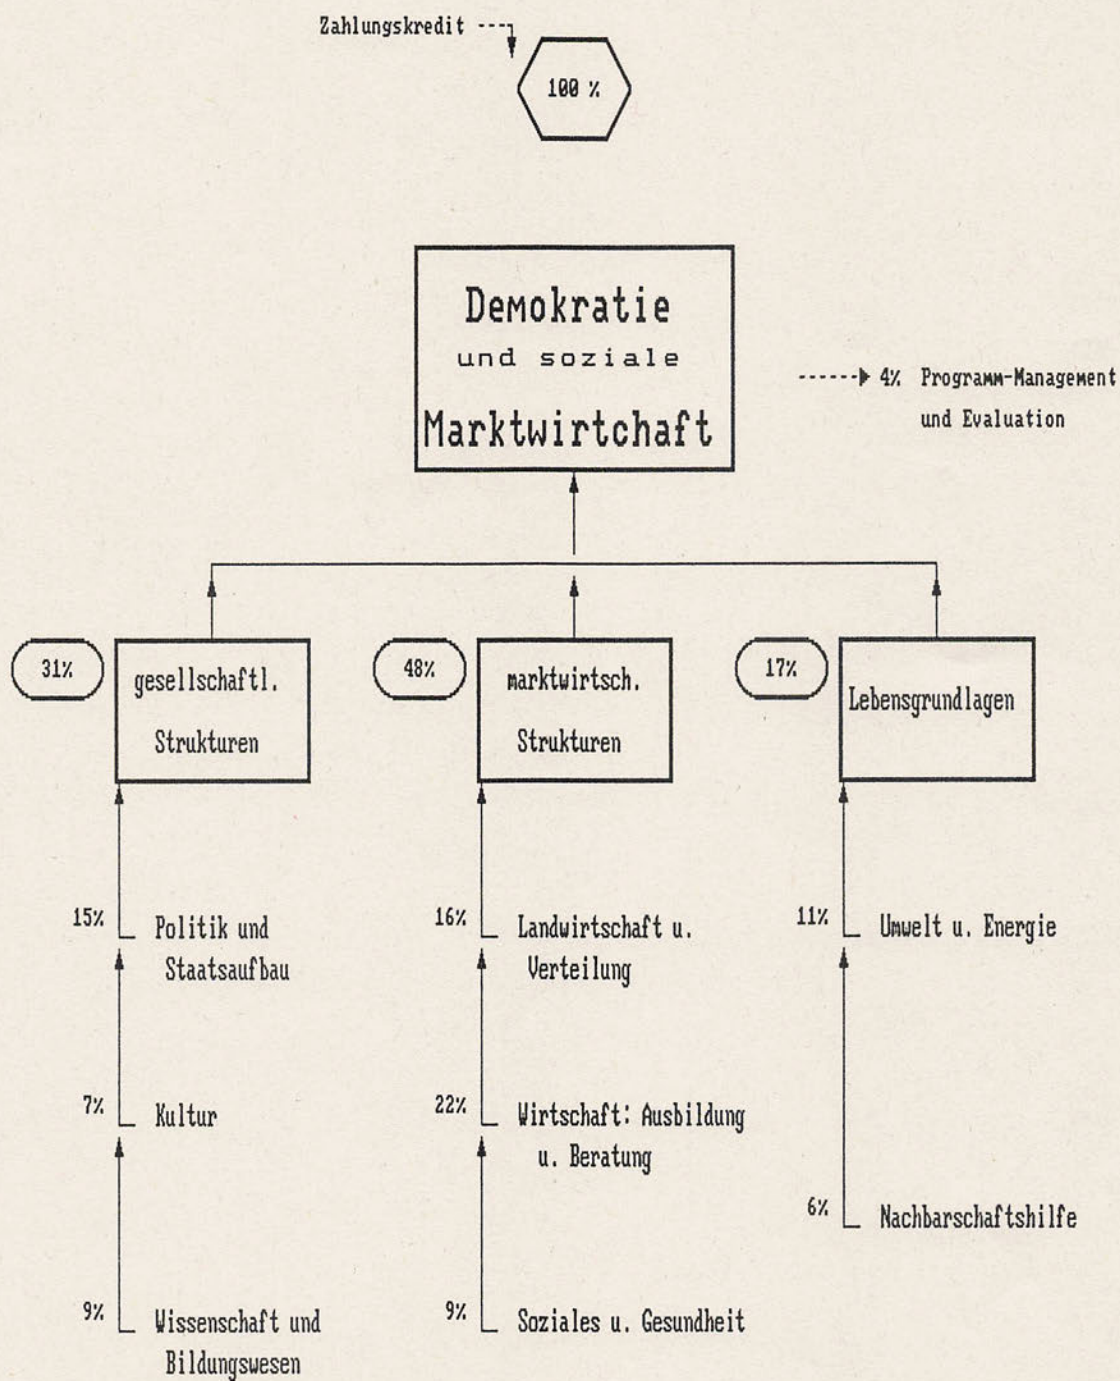 Zahlungskredit
100 %
Demokratie
und soziale
Marktwirtchaft
4% Programm-Management
und Evaluation
31%
gesellschaftl.
Strukturen
48%
marktwirtsch.
Strukturen
17%
Lebensgrundlagen
15% Politik und
Staatsaufbau
7% Kultur
9% Wissenschaft und
Bildungswesen
16% Landwirtschaft u.
Verteilung
22% Wirtschaft: Ausbildung
u. Beratung
9% Soziales u. Gesundheit
11% Umwelt u. Energie
6% Nachbarschaftshilfe